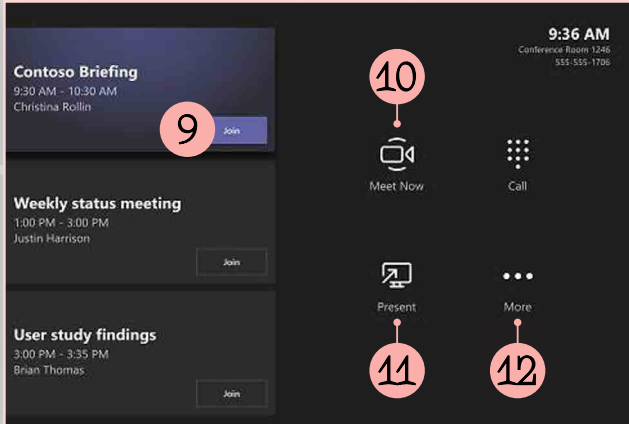 9:36 AM
Conference Room 1246
555-555-1706
Contoso Briefing
9:30 AM - 10:30 AM
Christina Rollin
9
Join
Weekly status meeting
1:00 PM - 3:00 PM
Justin Harrison
Join
User study findings
3:00 PM - 3:35 PM
Brian Thomas
Join
10
Meet Now
Call
Present
More
11
12